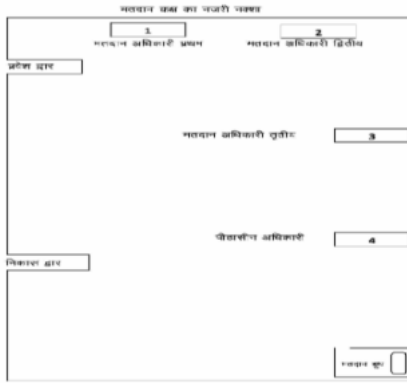 मतदान कक्ष का नजरी नक्शा
1
2
मतदान अधिकारी प्रथम
मतदान अधिकारी द्वितीय
प्रवेश द्वार
मतदान अधिकारी तृतीय
3
पीठासीन अधिकारी
4
निकास द्वार
मतदान बूथ